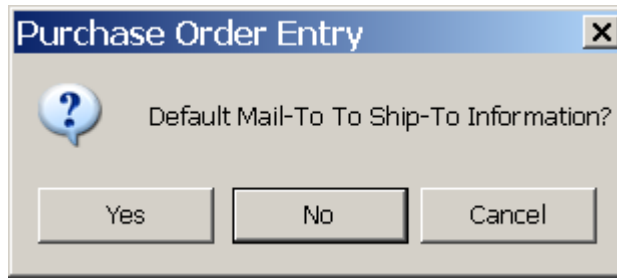 Purchase Order Entry
Default Mail-To To Ship-To Information?
Yes
No
Cancel